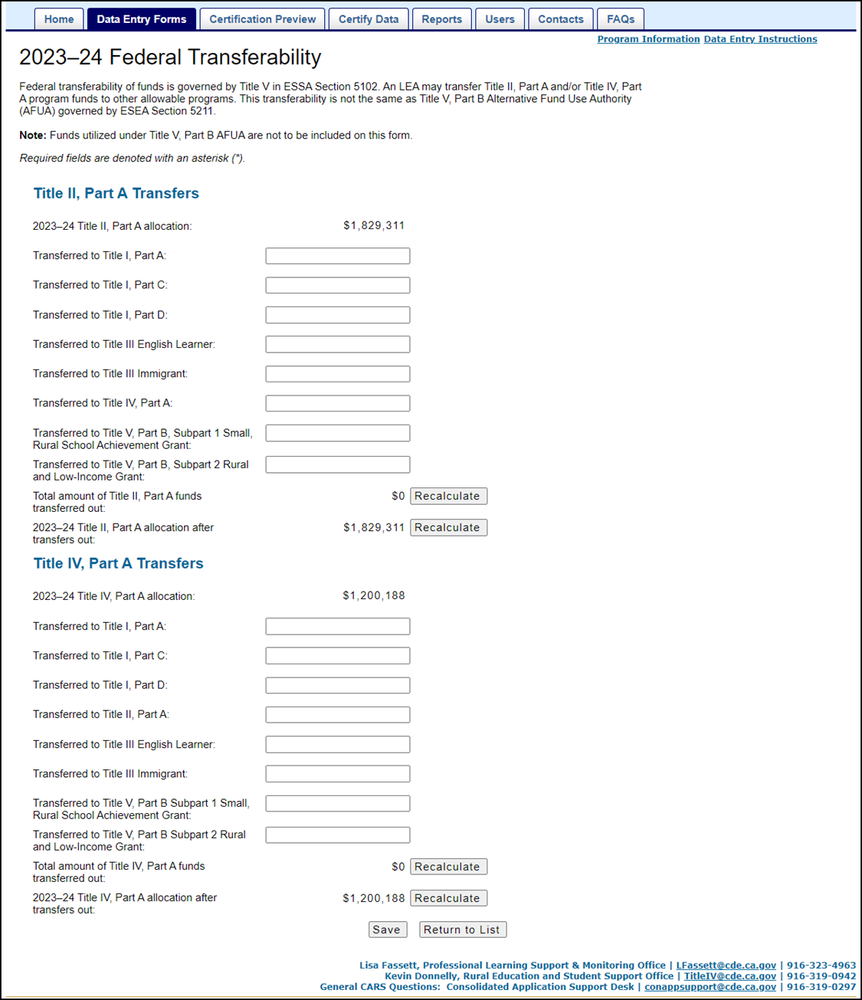 Home Data Entry Forms Certification Preview Certify Data Reports Users Contacts FAQs
Program Information Data Entry Instructions
2023–24 Federal Transferability
Federal transferability of funds is governed by Title V in ESSA Section 5102. An LEA may transfer Title II, Part A and/or Title IV, Part
A program funds to other allowable programs. This transferability is not the same as Title V, Part B Alternative Fund Use Authority
(AFUA) governed by ESEA Section 5211.
Note: Funds utilized under Title V, Part B AFUA are not to be included on this form.
Required fields are denoted with an asterisk (*).
Title II, Part A Transfers
2023–24 Title II, Part A allocation: $1,829,311
Transferred to Title I, Part A:
Transferred to Title I, Part C:
Transferred to Title I, Part D:
Transferred to Title III English Learner:
Transferred to Title III Immigrant:
Transferred to Title IV, Part A:
Transferred to Title V, Part B, Subpart 1 Small,
Rural School Achievement Grant:
Transferred to Title V, Part B, Subpart 2 Rural
and Low-Income Grant:
Total amount of Title II, Part A funds $0 Recalculate
transferred out:
2023–24 Title II, Part A allocation after $1,829,311 Recalculate
transfers out:
Title IV, Part A Transfers
2023–24 Title IV, Part A allocation: $1,200,188
Transferred to Title I, Part A:
Transferred to Title I, Part C:
Transferred to Title I, Part D:
Transferred to Title II, Part A:
Transferred to Title III English Learner:
Transferred to Title III Immigrant:
Transferred to Title V, Part B Subpart 1 Small,
Rural School Achievement Grant:
Transferred to Title V, Part B Subpart 2 Rural
and Low-Income Grant:
Total amount of Title IV, Part A funds $0 Recalculate
transferred out:
2023–24 Title IV, Part A allocation after $1,200,188 Recalculate
transfers out:
Save Return to List
Lisa Fassett, Professional Learning Support & Monitoring Office | LFassett@cde.ca.gov | 916-323-4963
Kevin Donnelly, Rural Education and Student Support Office | TitleIV@cde.ca.gov | 916-319-0942
General CARS Questions: Consolidated Application Support Desk | conappsupport@cde.ca.gov | 916-319-0297